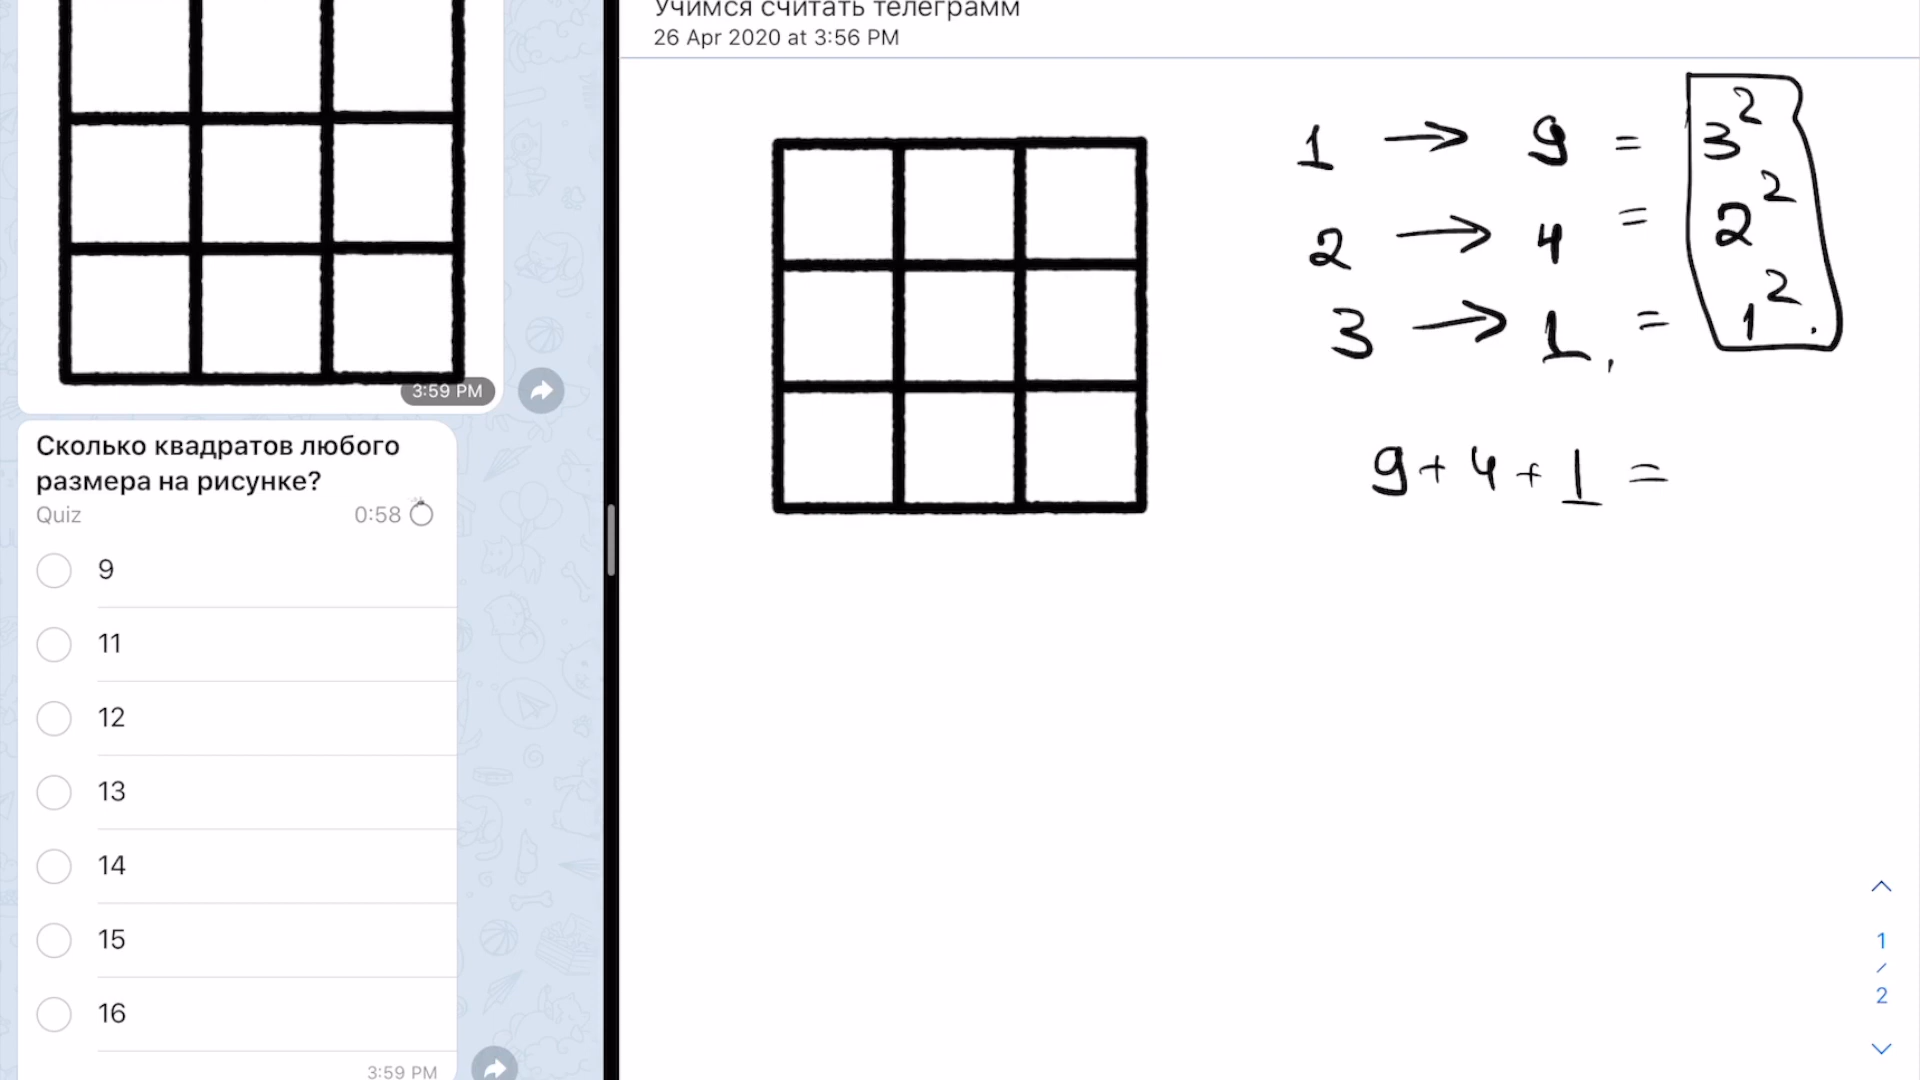 3:59 PM
Сколько квадратов любого
размера на рисунке?
Quiz 0:58
9
11
12
13
14
15
16
3:59 PM
Учимся считать телеграмм
26 Apr 2020 at 3:56 PM
1 → 9 = 3²
2 → 4 = 2²
3 → 1, = 1².
9 + 4 + 1 =
1
/
2